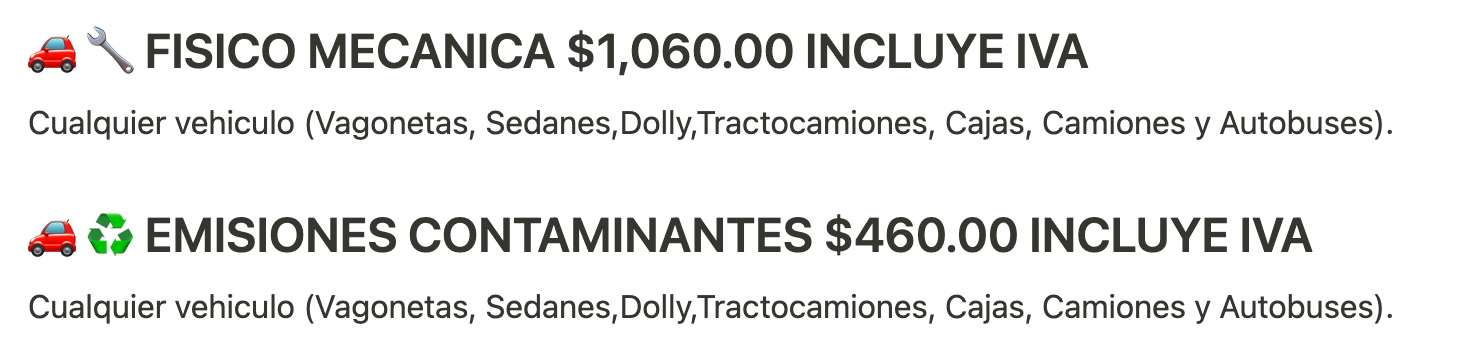 🚗🔧 FISICO MECANICA $1,060.00 INCLUYE IVA
Cualquier vehiculo (Vagonetas, Sedanes,Dolly,Tractocamiones, Cajas, Camiones y Autobuses).
🚗♻️ EMISIONES CONTAMINANTES $460.00 INCLUYE IVA
Cualquier vehiculo (Vagonetas, Sedanes,Dolly,Tractocamiones, Cajas, Camiones y Autobuses).